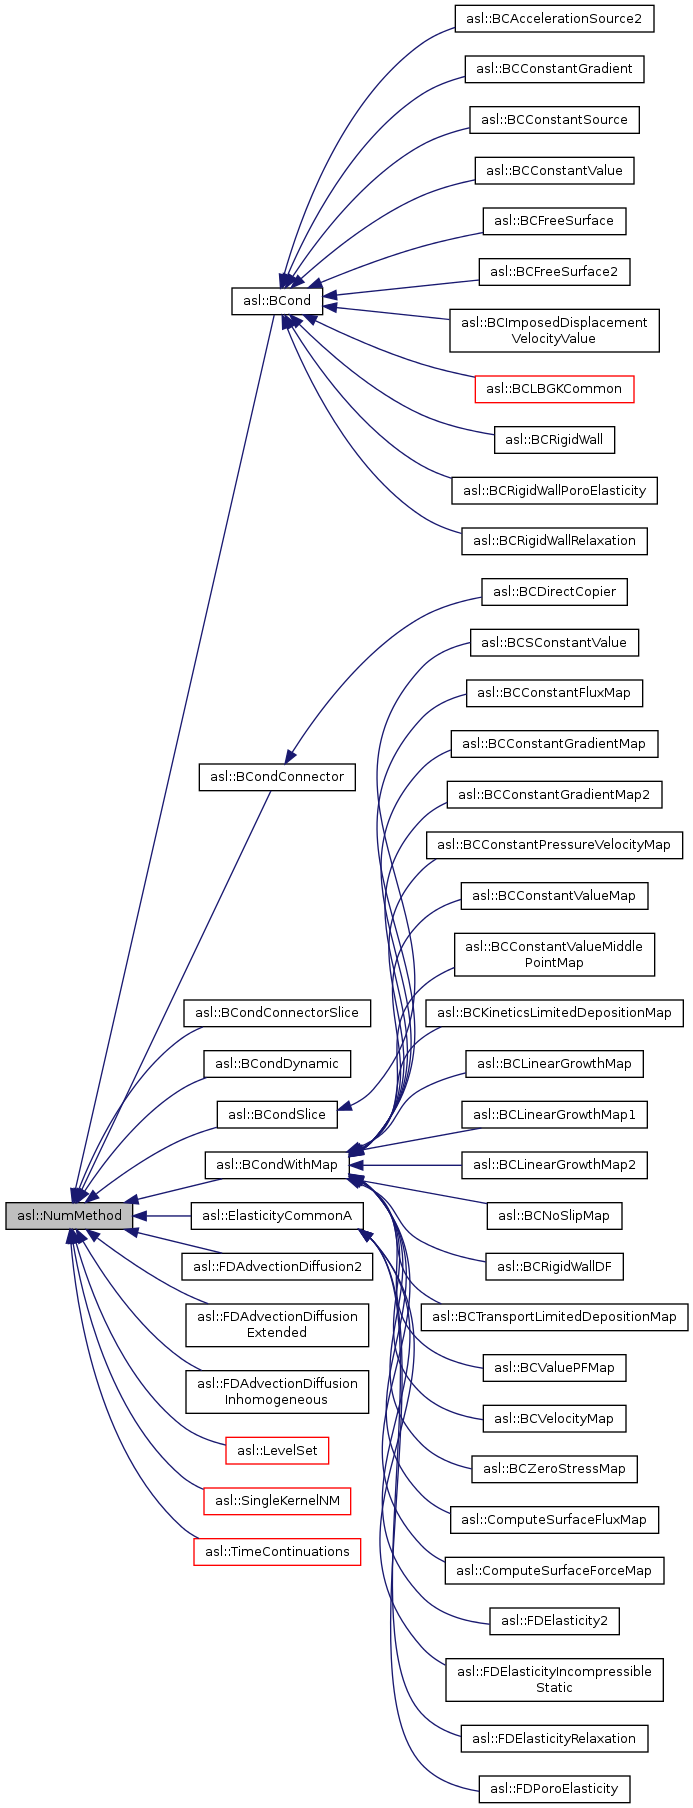 asl::BCAccelerationSource2
asl::BCConstantGradient
asl::BCConstantSource
asl::BCConstantValue
asl::BCFreeSurface
asl::BCFreeSurface2
asl::BCond
asl::BCImposedDisplacement
VelocityValue
asl::BCLBGKCommon
asl::BCRigidWall
asl::BCRigidWallPoroElasticity
asl::BCRigidWallRelaxation
asl::BCDirectCopier
asl::BCSConstantValue
asl::BCConstantFluxMap
asl::BCConstantGradientMap
asl::BCondConnector
asl::BCConstantGradientMap2
asl::BCConstantPressureVelocityMap
asl::BCConstantValueMap
asl::BCConstantValueMiddle
PointMap
asl::BCondConnectorSlice
asl::BCKineticsLimitedDepositionMap
asl::BCondDynamic
asl::BCLinearGrowthMap
asl::BCondSlice
asl::BCLinearGrowthMap1
asl::BCondWithMap
asl::BCLinearGrowthMap2
asl::NumMethod
asl::ElasticityCommonA
asl::BCNoSlipMap
asl::FDAdvectionDiffusion2
asl::BCRigidWallDF
asl::FDAdvectionDiffusion
Extended
asl::BCTransportLimitedDepositionMap
asl::BCValuePFMap
asl::FDAdvectionDiffusion
Inhomogeneous
asl::BCVelocityMap
asl::LevelSet
asl::BCZeroStressMap
asl::SingleKernelNM
asl::ComputeSurfaceFluxMap
asl::TimeContinuations
asl::ComputeSurfaceForceMap
asl::FDElasticity2
asl::FDElasticityIncompressible
Static
asl::FDElasticityRelaxation
asl::FDPoroElasticity